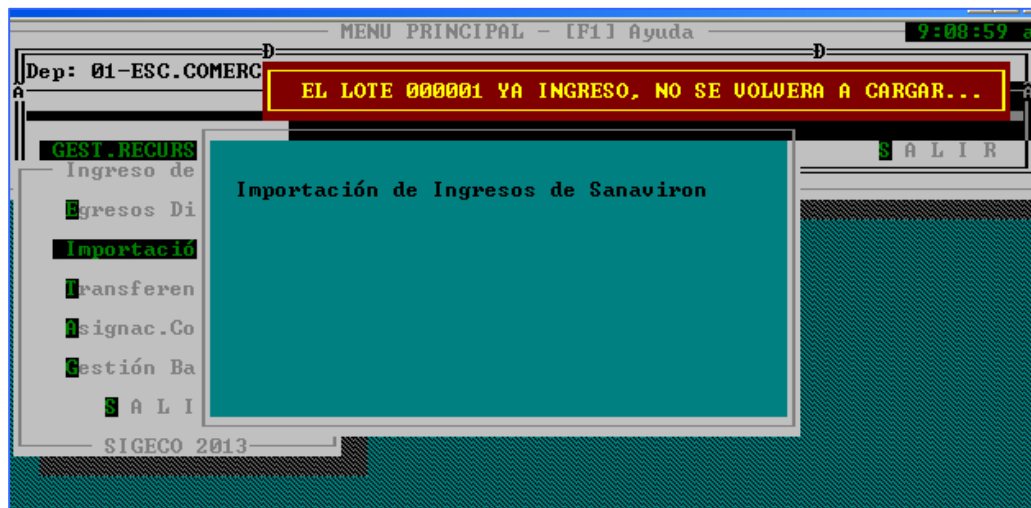 MENU PRINCIPAL - [F1] Ayuda
9:08:59 a
Dep: 01-ESC.COMERC
EL LOTE 000001 YA INGRESO, NO SE VOLVERA A CARGAR...
GEST.RECURS
S A L I R
Ingreso de
Importación de Ingresos de Sanaviron
Egresos Di
Importació
Transferen
Asignac.Co
Gestión Ba
S A L I
SIGECO 2013